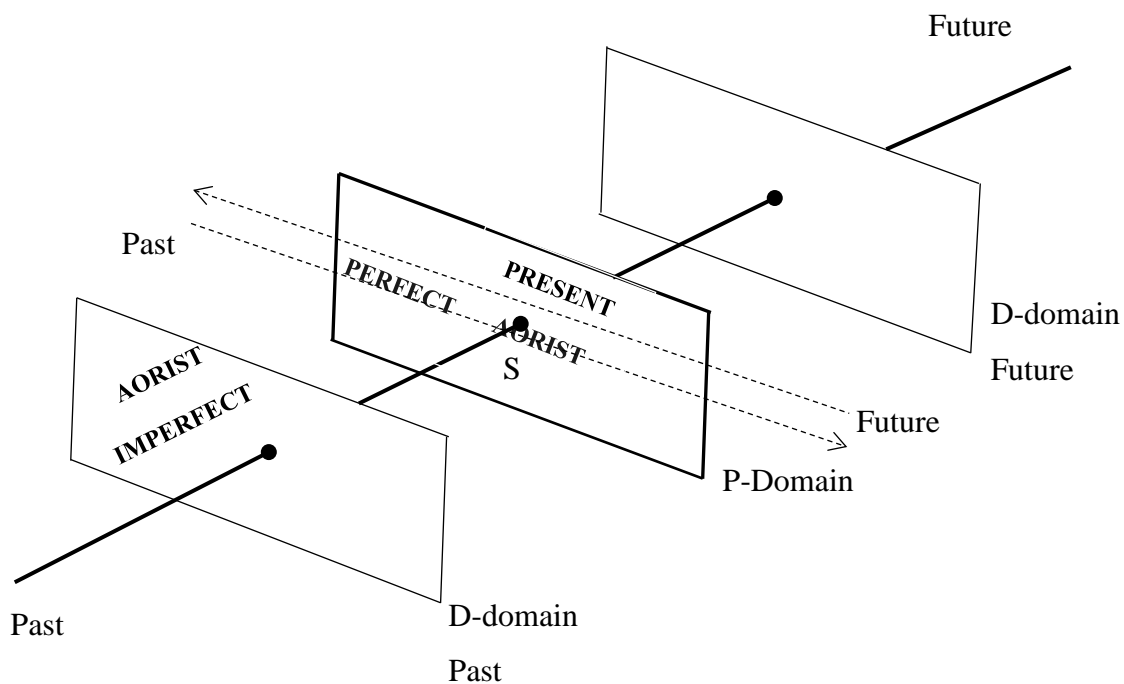 Future
Past
PRESENT
PERFECT
AORIST
S
D-domain
Future
AORIST
IMPERFECT
Future
P-Domain
Past
D-domain
Past